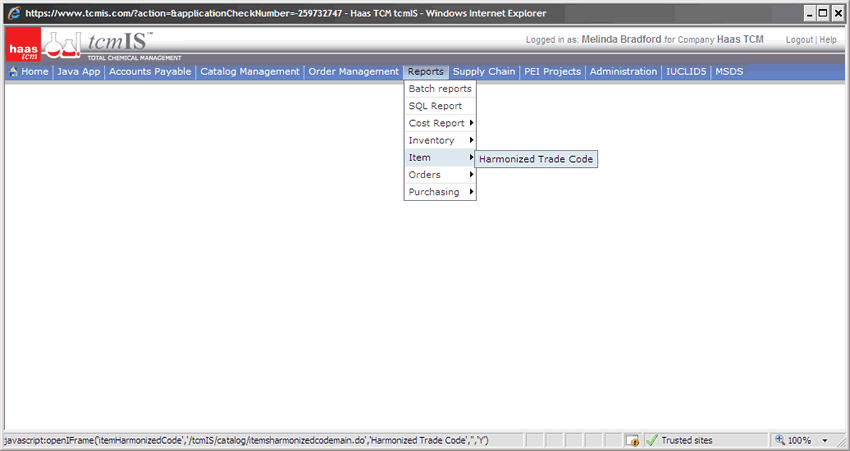 https://www.tcmis.com/?action=&applicationCheckNumber=-259732747 - Haas TCM tcmIS - Windows Internet Explorer
haas tcm
tcmIS™
TOTAL CHEMICAL MANAGEMENT
Logged in as: Melinda Bradford for Company Haas TCM Logout | Help
Home Java App Accounts Payable Catalog Management Order Management Reports Supply Chain PEI Projects Administration IUCLID5 MSDS
Batch reports
SQL Report
Cost Report
Inventory
Item Harmonized Trade Code
Orders
Purchasing
javascript:openIFrame('itemHarmonizedCode','/tcmIS/catalog/itemsharmonizedcodemain.do','Harmonized Trade Code','','Y') Trusted sites 100%